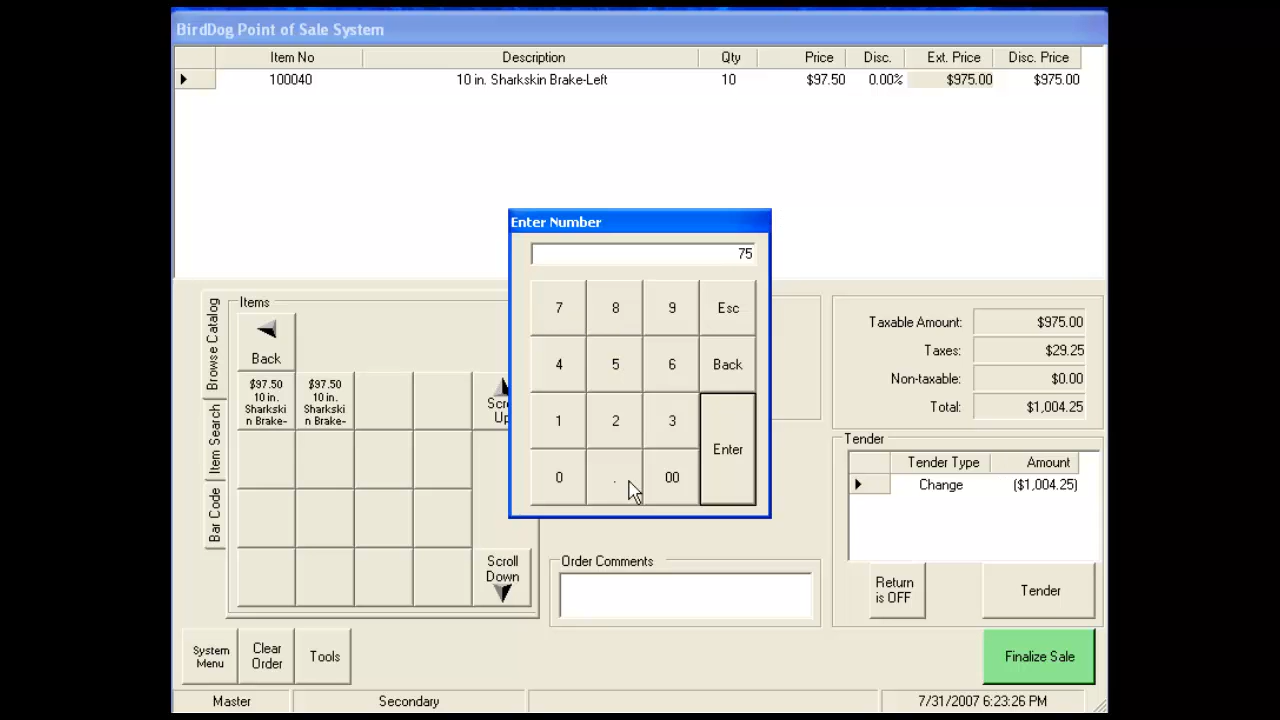 BirdDog Point of Sale System
Item No Description Qty Price Disc. Ext. Price Disc. Price
100040 10 in. Sharkskin Brake-Left 10 $97.50 0.00% $975.00 $975.00
Enter Number
75
7 8 9 Esc
4 5 6 Back
1 2 3 Enter
0 . 00
Browse Catalog
Item Search
Bar Code
Items
Back
$97.50
10 in.
Sharkski
n Brake-
$97.50
10 in.
Sharkski
n Brake-
Scro
Up
Scroll
Down
Order Comments
Taxable Amount: $975.00
Taxes: $29.25
Non-taxable: $0.00
Total: $1,004.25
Tender
Tender Type Amount
Change ($1,004.25)
Return
is OFF
Tender
System
Menu
Clear
Order
Tools
Finalize Sale
Master Secondary 7/31/2007 6:23:26 PM